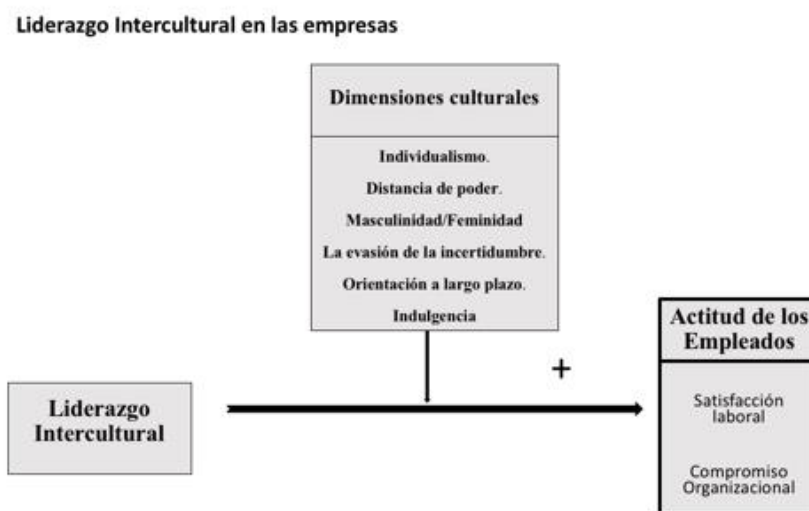 Liderazgo Intercultural en las empresas
Dimensiones culturales
Individualismo.
Distancia de poder.
Masculinidad/Feminidad
La evasión de la incertidumbre.
Orientación a largo plazo.
Indulgencia
+
Liderazgo
Intercultural
Actitud de los
Empleados
Satisfacción
laboral
Compromiso
Organizacional